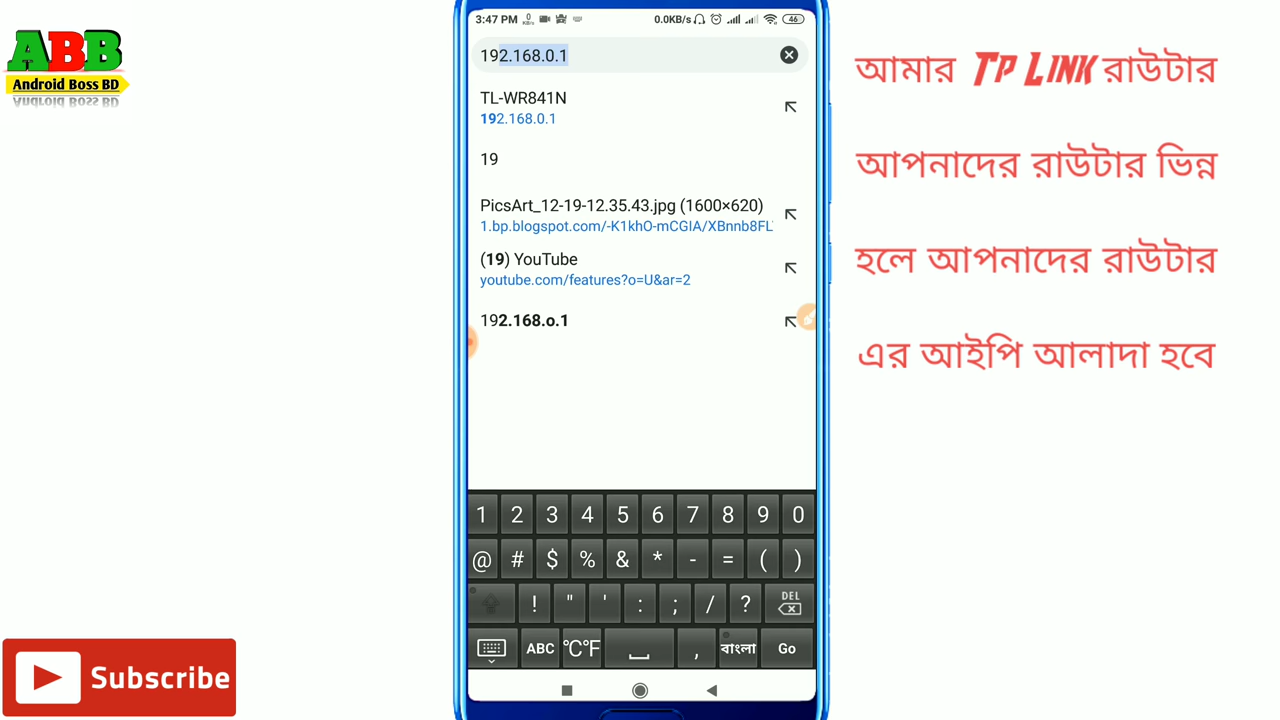 ABB
Android Boss BD
3:47 PM 0 KB/s 0.0KB/s 46
192.168.0.1
TL-WR841N
192.168.0.1
19
PicsArt_12-19-12.35.43.jpg (1600×620)
1.bp.blogspot.com/-K1khO-mCGIA/XBnnb8FL
(19) YouTube
youtube.com/features?o=U&ar=2
192.168.o.1
1 2 3 4 5 6 7 8 9 0
@ # $ % & * - = ( )
! " ' : ; / ? DEL
ABC °C°F , বাংলা Go
আমার Tp Link রাউটার
আপনাদের রাউটার ভিন্ন
হলে আপনাদের রাউটার
এর আইপি আলাদা হবে
Subscribe